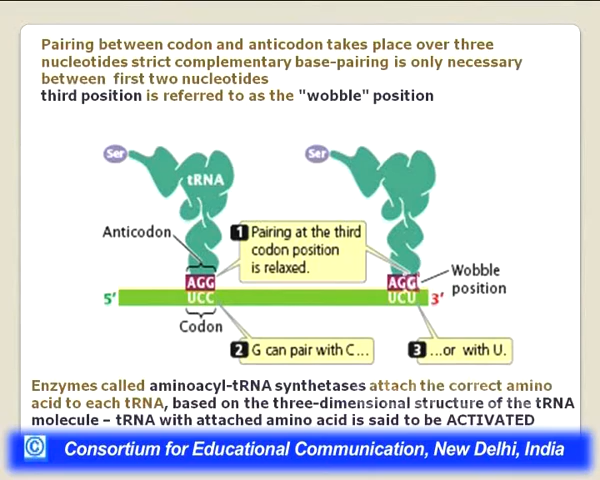 Pairing between codon and anticodon takes place over three
nucleotides strict complementary base-pairing is only necessary
between first two nucleotides
third position is referred to as the "wobble" position
Ser
Ser
tRNA
Anticodon
1 Pairing at the third
codon position
is relaxed.
AGG
AGG
Wobble
position
5'
UCC
UCU
3'
Codon
2 G can pair with C...
3 ...or with U.
Enzymes called aminoacyl-tRNA synthetases attach the correct amino
acid to each tRNA, based on the three-dimensional structure of the tRNA
molecule – tRNA with attached amino acid is said to be ACTIVATED
© Consortium for Educational Communication, New Delhi, India